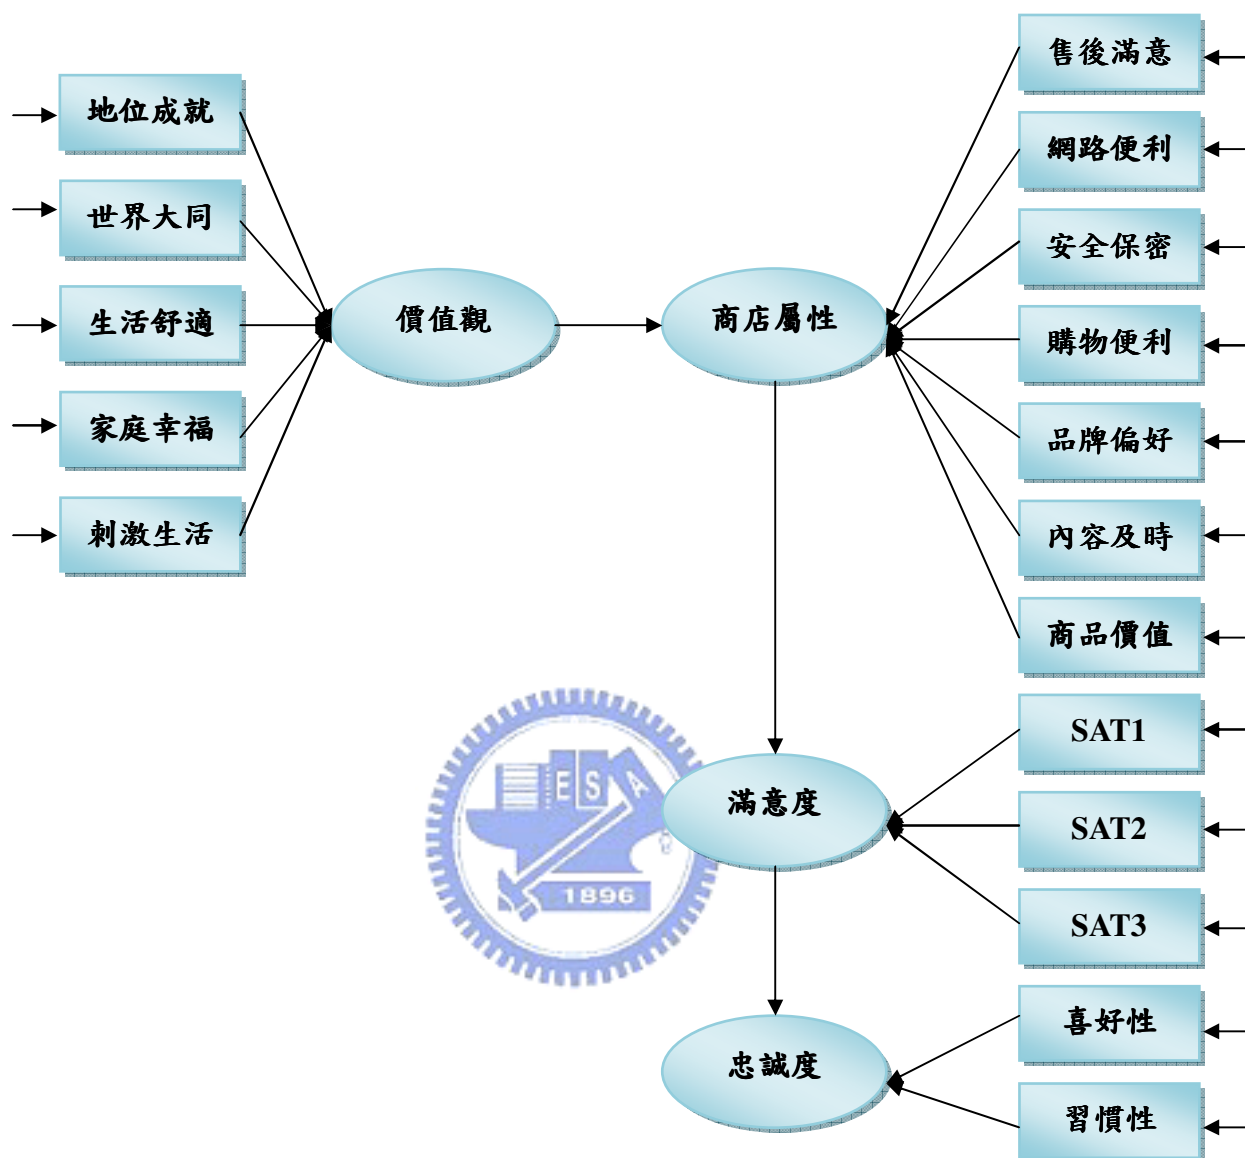 地位成就
世界大同
生活舒適
家庭幸福
刺激生活
價值觀
商店屬性
售後滿意
網路便利
安全保密
購物便利
品牌偏好
內容及時
商品價值
SAT1
SAT2
SAT3
喜好性
習慣性
滿意度
忠誠度
E S A
1896